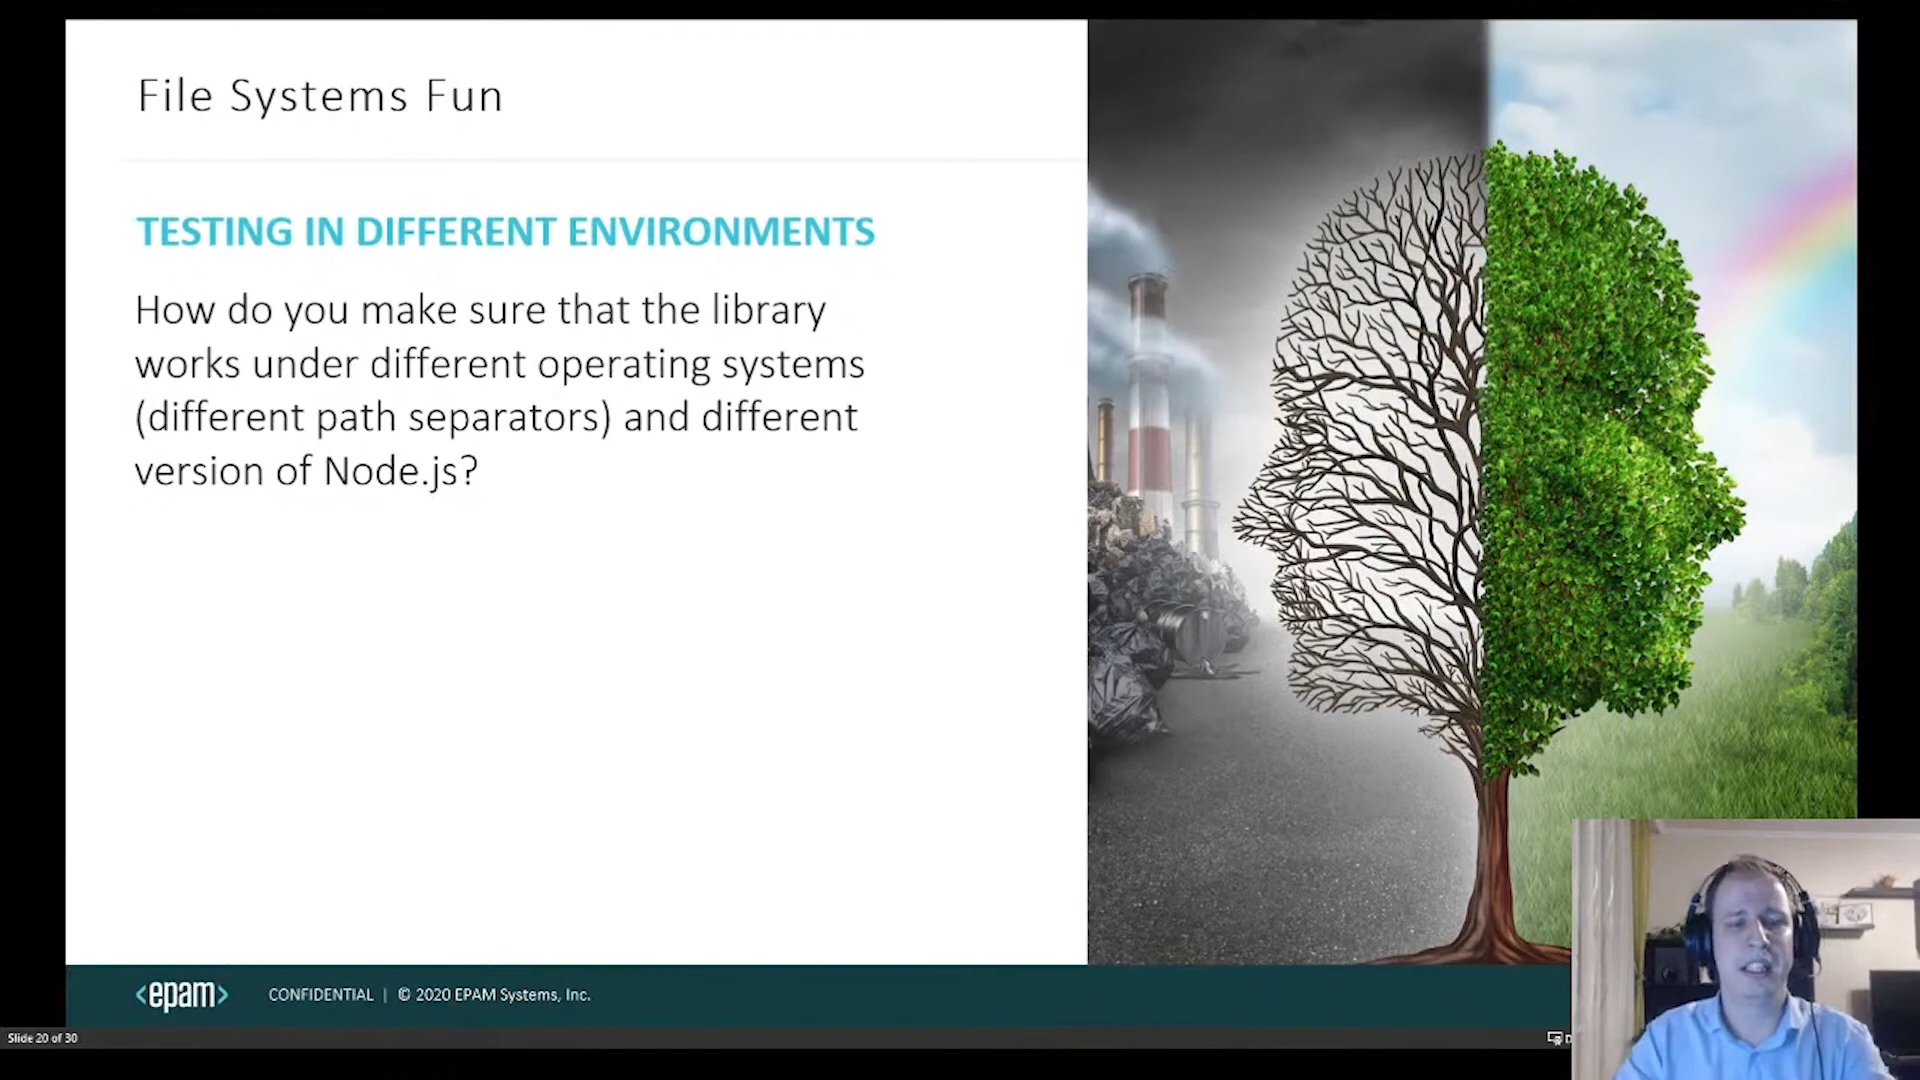 File Systems Fun
TESTING IN DIFFERENT ENVIRONMENTS
How do you make sure that the library
works under different operating systems
(different path separators) and different
version of Node.js?
<epam> CONFIDENTIAL | © 2020 EPAM Systems, Inc.
Slide 20 of 30